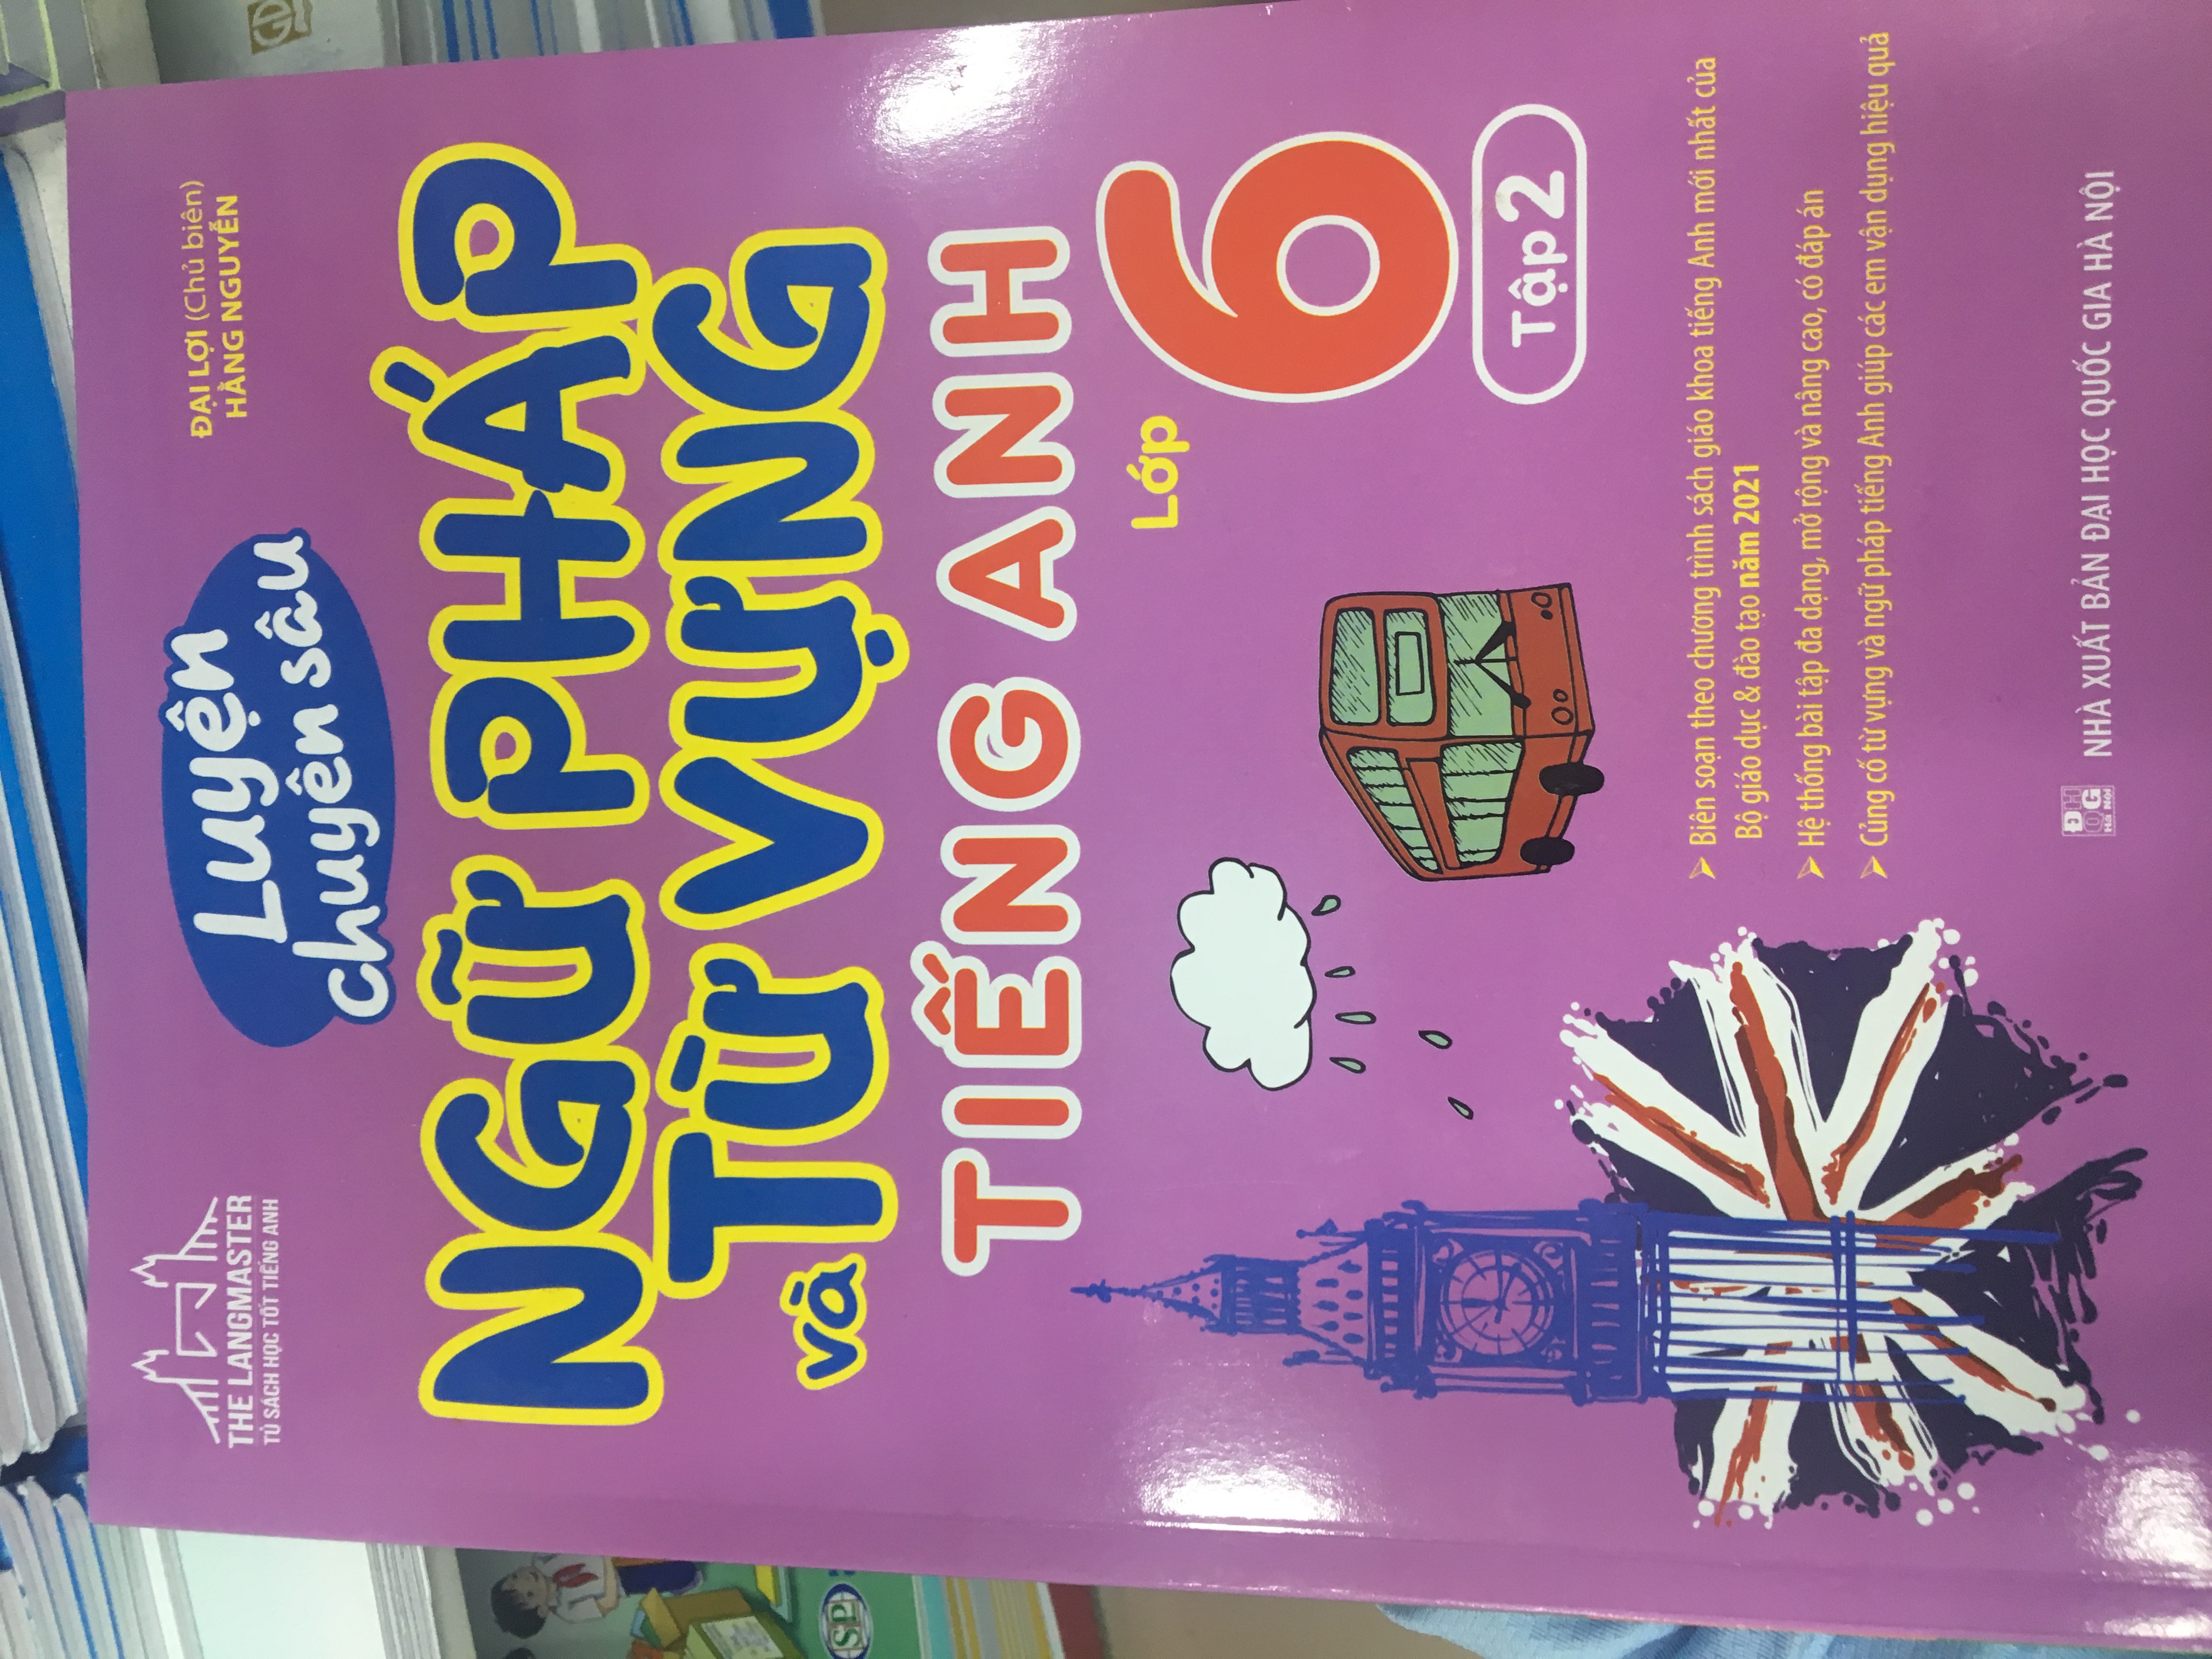 THE LANGMASTER
TỦ SÁCH HỌC TỐT TIẾNG ANH
Luyện
chuyên sâu
ĐẠI LỢI (Chủ biên)
HẰNG NGUYỄN
NGỮ PHÁP
và TỪ VỰNG
TIẾNG ANH
Lớp 6
Tập 2
Biên soạn theo chương trình sách giáo khoa tiếng Anh mới nhất của
Bộ giáo dục & đào tạo năm 2021
Hệ thống bài tập đa dạng, mở rộng và nâng cao, có đáp án
Củng cố từ vựng và ngữ pháp tiếng Anh giúp các em vận dụng hiệu quả
ĐH
QG
Hà Nội
NHÀ XUẤT BẢN ĐẠI HỌC QUỐC GIA HÀ NỘI
SP
GD